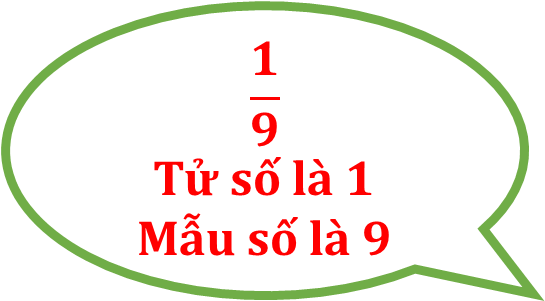 1
9
Tử số là 1
Mẫu số là 9